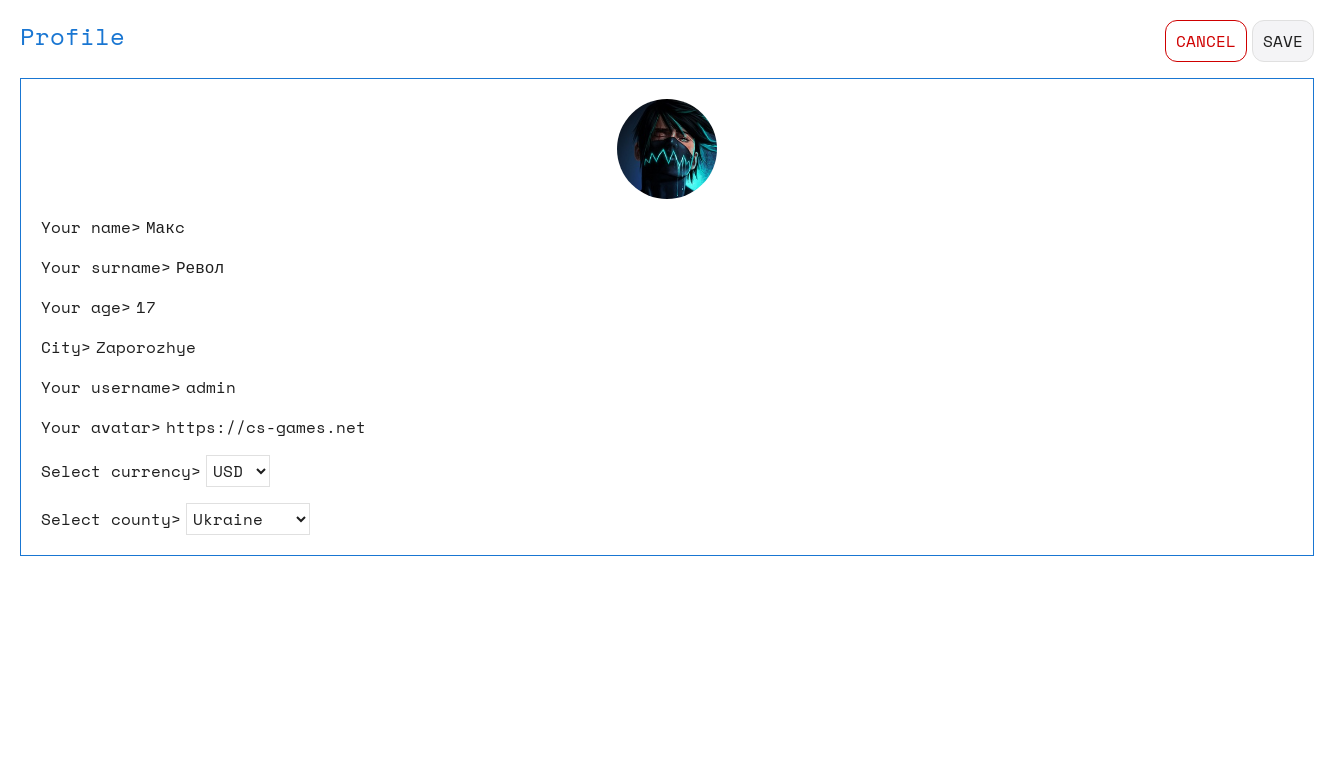 Profile
CANCEL SAVE
Your name> Макс
Your surname> Револ
Your age> 17
City> Zaporozhye
Your username> admin
Your avatar> https://cs-games.net
Select currency> USD
Select county> Ukraine